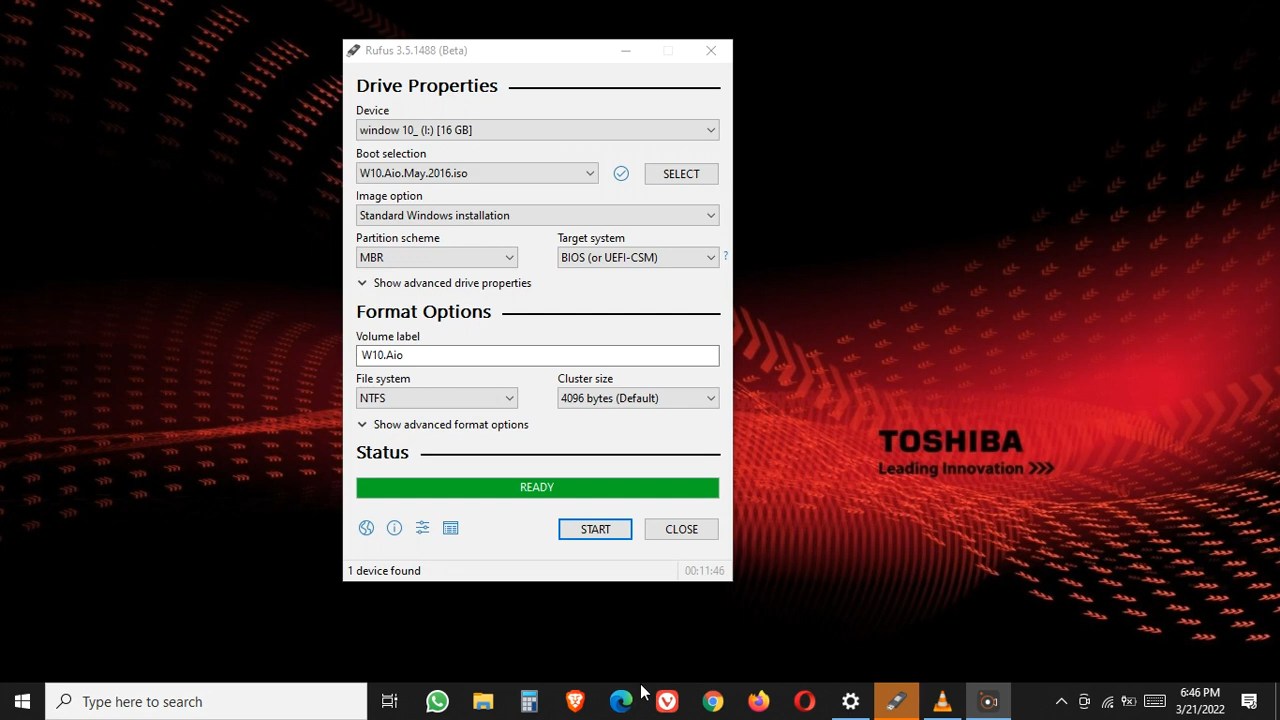 Rufus 3.5.1488 (Beta)
Drive Properties
Device
window 10_ (I:) [16 GB]
Boot selection
W10.Aio.May.2016.iso
SELECT
Image option
Standard Windows installation
Partition scheme
Target system
MBR
BIOS (or UEFI-CSM)
?
Show advanced drive properties
Format Options
Volume label
W10.Aio
File system
Cluster size
NTFS
4096 bytes (Default)
Show advanced format options
Status
READY
START
CLOSE
1 device found
00:11:46
TOSHIBA
Leading Innovation >>>
Type here to search
6:46 PM
3/21/2022